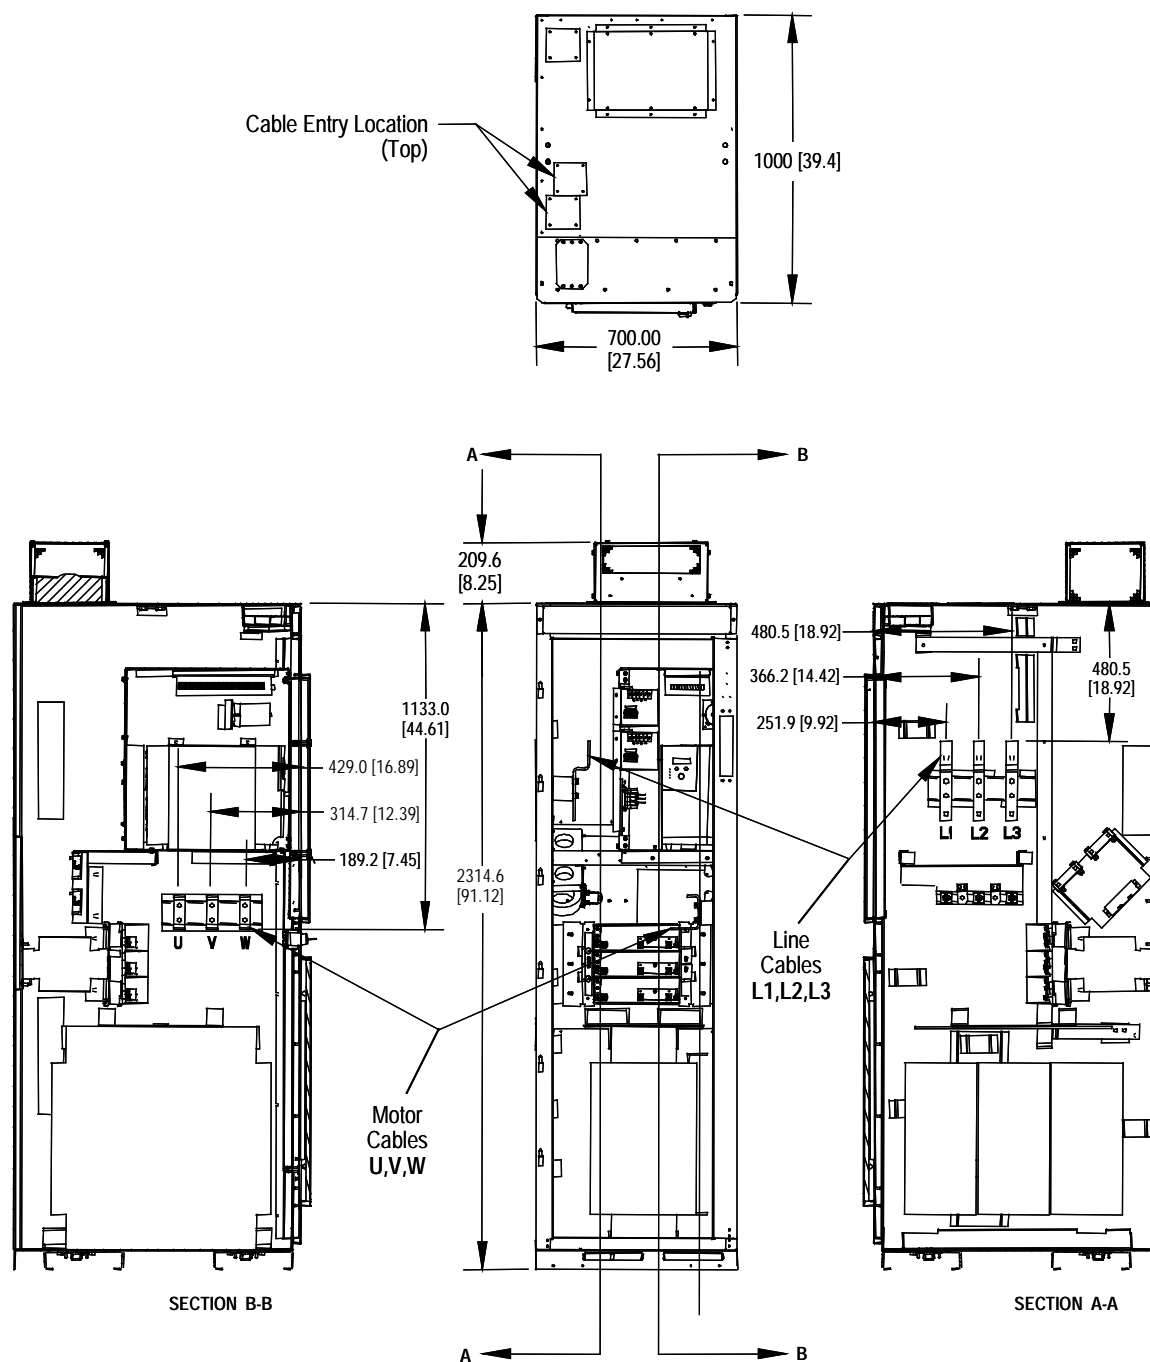 Cable Entry Location
(Top)
1000 [39.4]
700.00
[27.56]
A
B
209.6
[8.25]
480.5 [18.92]
366.2 [14.42]
480.5
[18.92]
1133.0
[44.61]
251.9 [9.92]
429.0 [16.89]
314.7 [12.39]
L1 L2 L3
189.2 [7.45]
2314.6
[91.12]
U V W
Line
Cables
L1,L2,L3
Motor
Cables
U,V,W
SECTION B-B
SECTION A-A
A
B